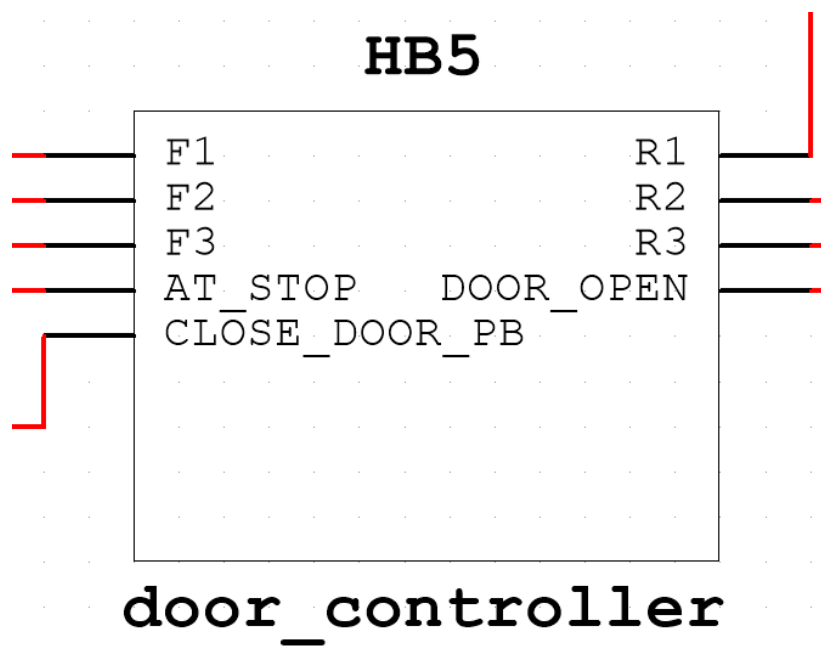 HB5
F1 R1
F2 R2
F3 R3
AT_STOP DOOR_OPEN
CLOSE_DOOR_PB
door_controller